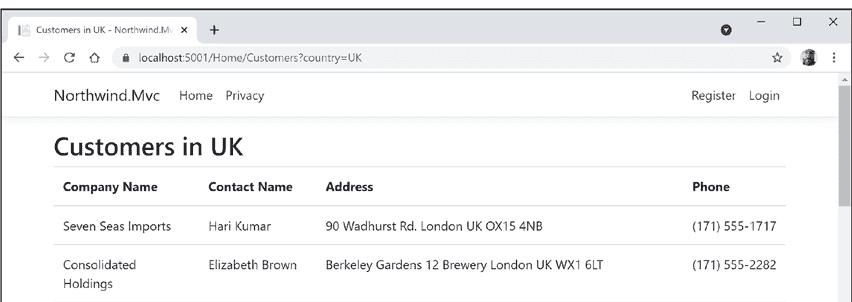 Customers in UK - Northwind.Mv
localhost:5001/Home/Customers?country=UK
Northwind.Mvc Home Privacy Register Login
Customers in UK
Company Name Contact Name Address Phone
Seven Seas Imports Hari Kumar 90 Wadhurst Rd. London UK OX15 4NB (171) 555-1717
Consolidated Elizabeth Brown Berkeley Gardens 12 Brewery London UK WX1 6LT (171) 555-2282
Holdings